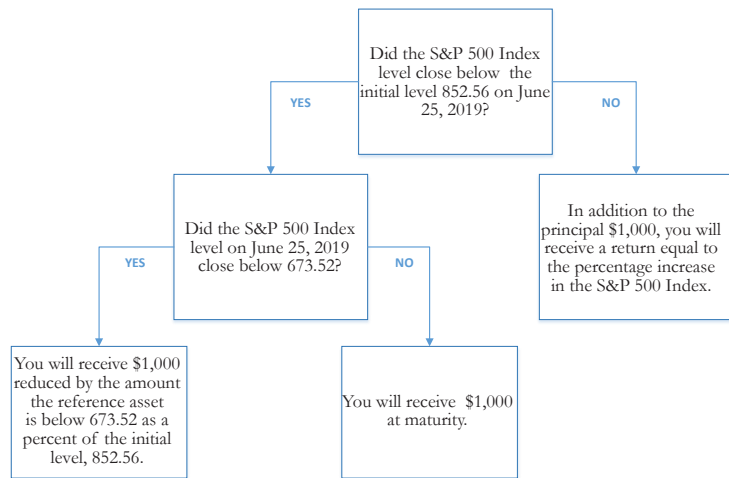 Did the S&P 500 Index
level close below the
initial level 852.56 on June
25, 2019?
YES
NO
Did the S&P 500 Index
level on June 25, 2019
close below 673.52?
In addition to the
principal $1,000, you will
receive a return equal to
the percentage increase
in the S&P 500 Index.
YES
NO
You will receive $1,000
reduced by the amount
the reference asset
is below 673.52 as a
percent of the initial
level, 852.56.
You will receive $1,000
at maturity.